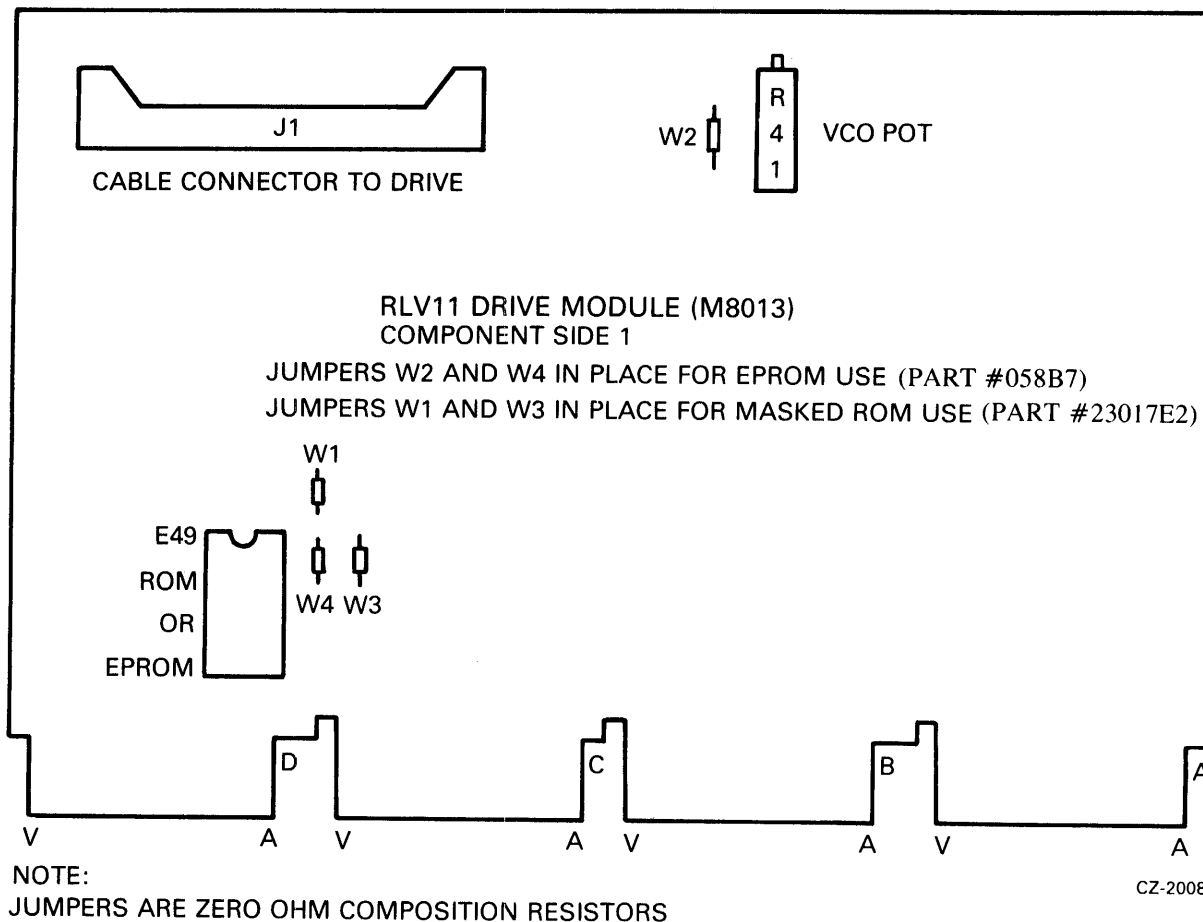 J1
CABLE CONNECTOR TO DRIVE
W2
R
4
1
VCO POT
RLV11 DRIVE MODULE (M8013)
COMPONENT SIDE 1
JUMPERS W2 AND W4 IN PLACE FOR EPROM USE (PART #058B7)
JUMPERS W1 AND W3 IN PLACE FOR MASKED ROM USE (PART #23017E2)
W1
E49
ROM
OR
EPROM
W4 W3
D
C
B
A
V A V A V A V A
NOTE:
JUMPERS ARE ZERO OHM COMPOSITION RESISTORS
CZ-2008